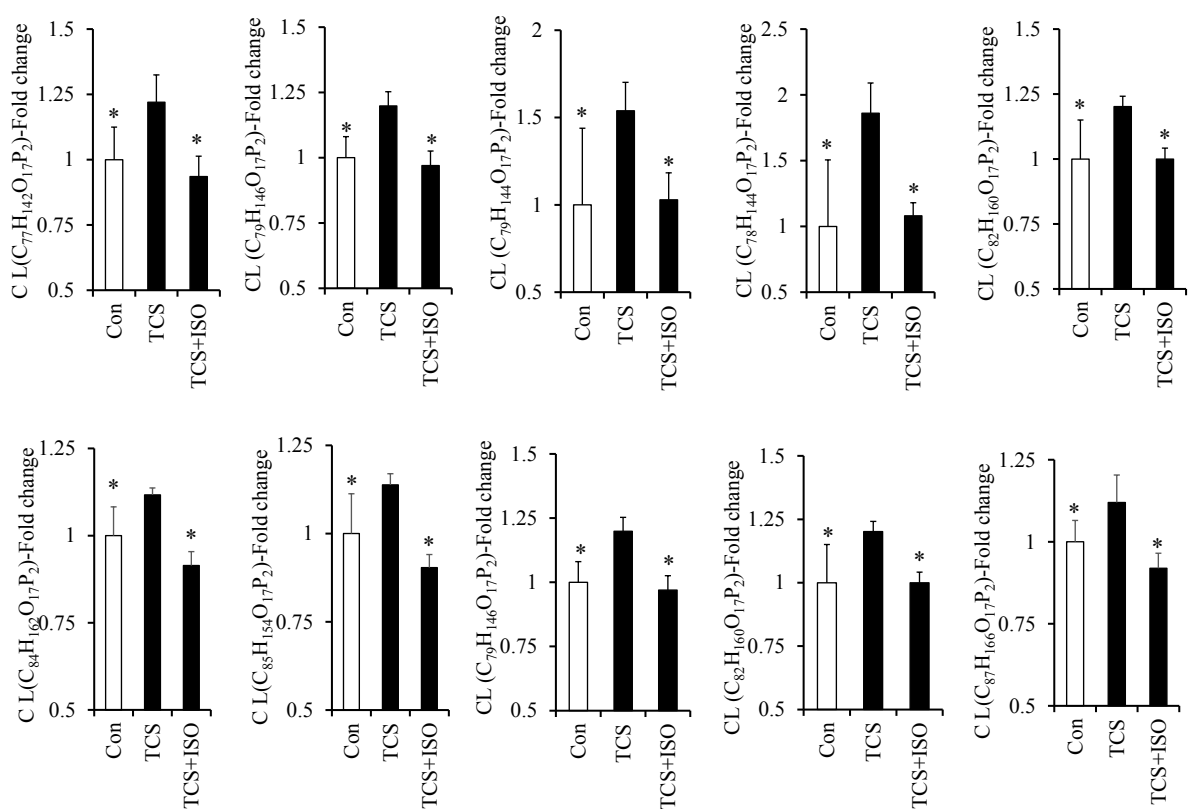 C L(C₇₇H₁₄₂O₁₇P₂)-Fold change
1.5
1.25
1
0.75
0.5
*
*
Con
TCS
TCS+ISO
CL (C₇₉H₁₄₆O₁₇P₂)-Fold change
1.5
1.25
1
0.75
0.5
*
*
Con
TCS
TCS+ISO
CL (C₇₉H₁₄₄O₁₇P₂)-Fold change
2
1.5
1
0.5
*
*
Con
TCS
TCS+ISO
CL (C₇₈H₁₄₄O₁₇P₂)-Fold change
2.5
2
1.5
1
0.5
*
*
Con
TCS
TCS+ISO
CL (C₈₂H₁₆₀O₁₇P₂)-Fold change
1.5
1.25
1
0.75
0.5
*
*
Con
TCS
TCS+ISO
C L(C₈₄H₁₆₂O₁₇P₂)-Fold change
1.25
1
0.75
0.5
*
*
Con
TCS
TCS+ISO
C L(C₈₅H₁₅₄O₁₇P₂)-Fold change
1.25
1
0.75
0.5
*
*
Con
TCS
TCS+ISO
CL (C₇₉H₁₄₆O₁₇P₂)-Fold change
1.5
1.25
1
0.75
0.5
*
*
Con
TCS
TCS+ISO
CL (C₈₂H₁₆₀O₁₇P₂)-Fold change
1.5
1.25
1
0.75
0.5
*
*
Con
TCS
TCS+ISO
C L(C₈₇H₁₆₆O₁₇P₂)-Fold change
1.25
1
0.75
0.5
*
*
Con
TCS
TCS+ISO